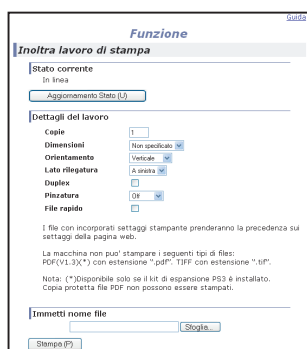 Guida
Funzione
Inoltra lavoro di stampa
Stato corrente
In linea
Aggiornamento Stato (U)
Dettagli del lavoro
Copie 1
Dimensioni Non specificato
Orientamento Verticale
Lato rilegatura A sinistra
Duplex
Pinzatura Off
File rapido
I file con incorporati settaggi stampante prenderanno la precedenza sui
settaggi della pagina web.
La macchina non puo' stampare i seguenti tipi di files:
PDF(V1.3)(*) con estensione ".pdf". TIFF con estensione ".tif".
Nota: (*)Disponibile solo se il kit di espansione PS3 è installato.
Copia protetta file PDF non possono essere stampati.
Immetti nome file
Sfoglia...
Stampa (P)